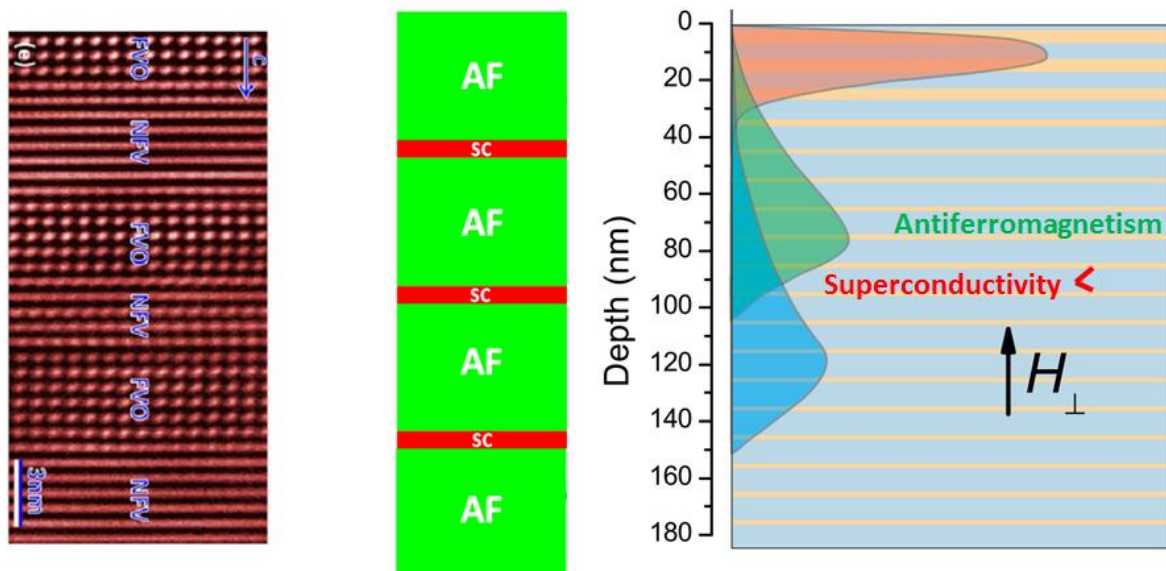 (e)
C
FVO
NFV
FVO
NFV
FVO
NFV
3nm
AF
SC
AF
SC
AF
SC
AF
Depth (nm)
0
20
40
60
80
100
120
140
160
180
Antiferromagnetism
Superconductivity <
H⊥